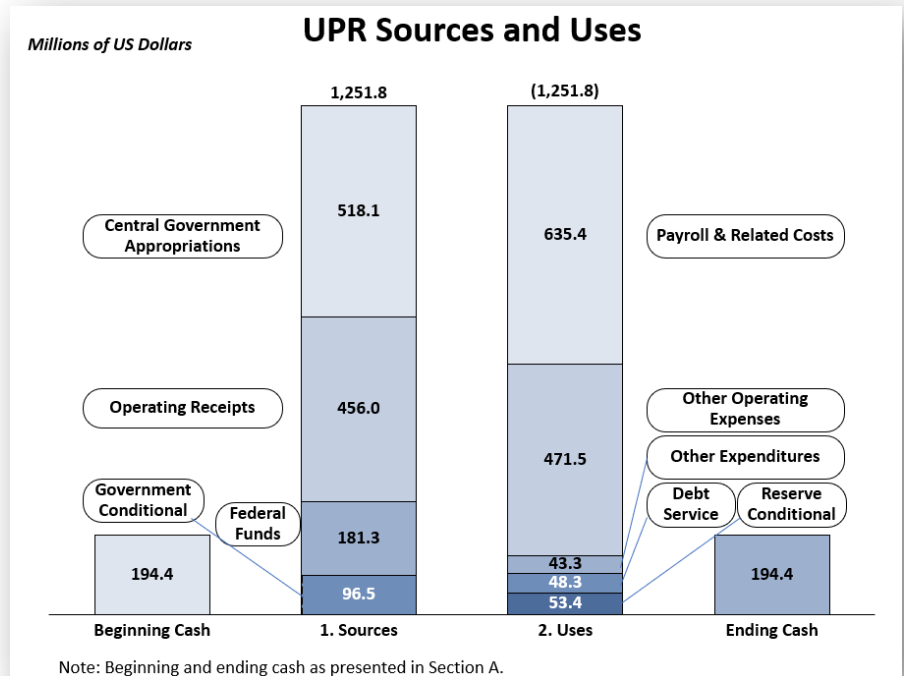 UPR Sources and Uses
Millions of US Dollars
1,251.8
(1,251.8)
518.1
635.4
Central Government
Appropriations
Payroll & Related Costs
Operating Receipts
456.0
471.5
Other Operating
Expenses
Other Expenditures
Government
Conditional
Federal
Funds
Debt
Service
Reserve
Conditional
181.3
96.5
43.3
48.3
53.4
194.4
194.4
Beginning Cash
1. Sources
2. Uses
Ending Cash
Note: Beginning and ending cash as presented in Section A.